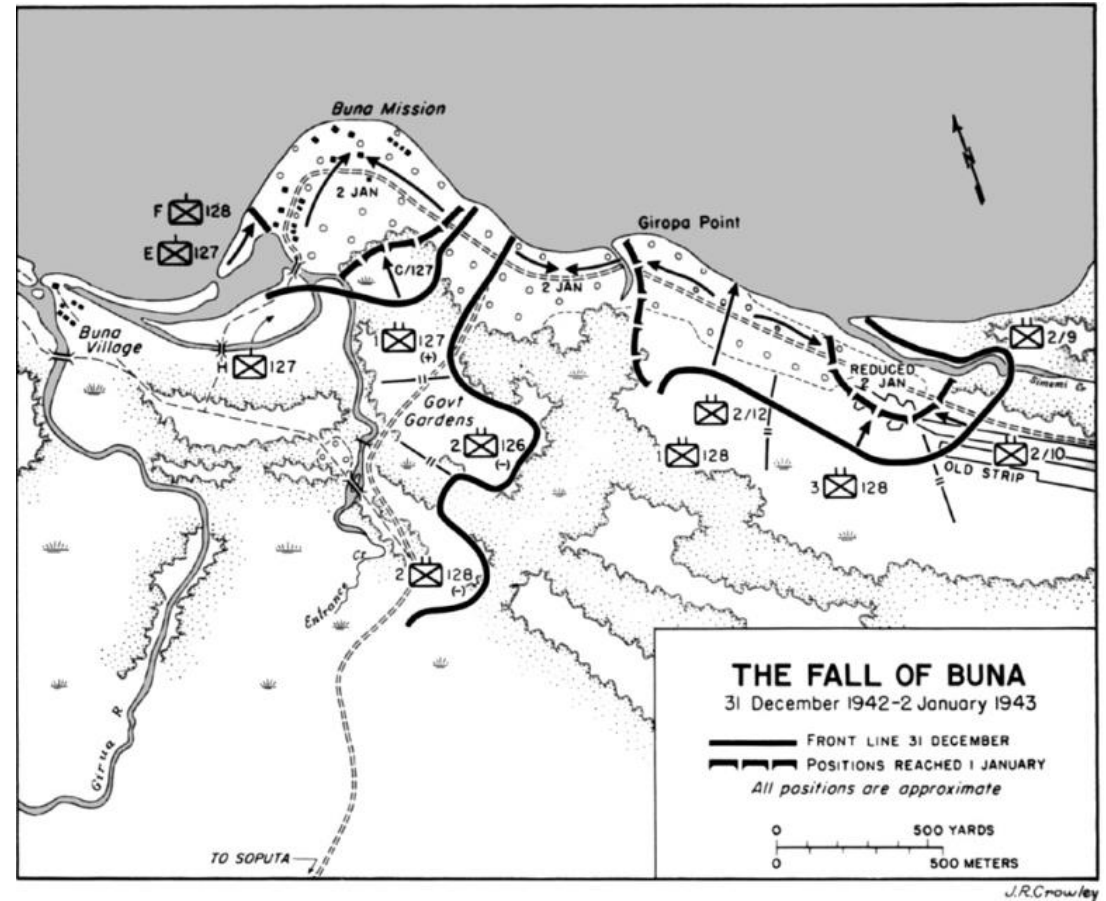 Buna Mission
N
F 128
E 127
2 JAN
Giropa Point
C/127
2 JAN
Buna
Village
H 127
1 127
(+)
Govt
Gardens
2 126
(-)
REDUCED
2 JAN
2/9
Simemi Cr
2/12
1 128
3 128
2/10
OLD STRIP
2 128
(-)
Entrance Cr
Girua R
TO SOPUTA
THE FALL OF BUNA
31 December 1942-2 January 1943
FRONT LINE 31 DECEMBER
POSITIONS REACHED 1 JANUARY
All positions are approximate
0 500 YARDS
0 500 METERS
J.R.Crowley